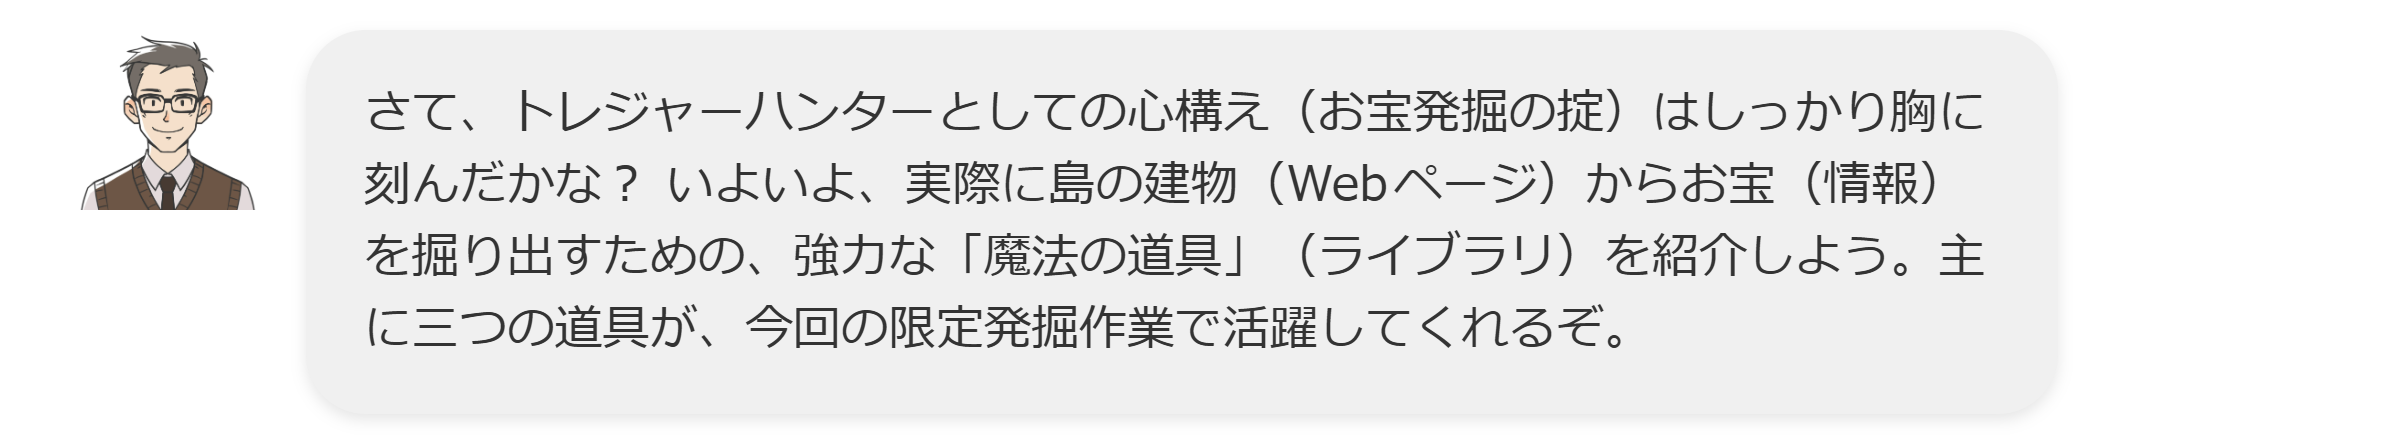 さて、トレジャーハンターとしての心構え（お宝発掘の掟）はしっかり胸に
刻んだかな？ いよいよ、実際に島の建物（Webページ）からお宝（情報）
を掘り出すための、強力な「魔法の道具」（ライブラリ）を紹介しよう。主
に三つの道具が、今回の限定発掘作業で活躍してくれるぞ。